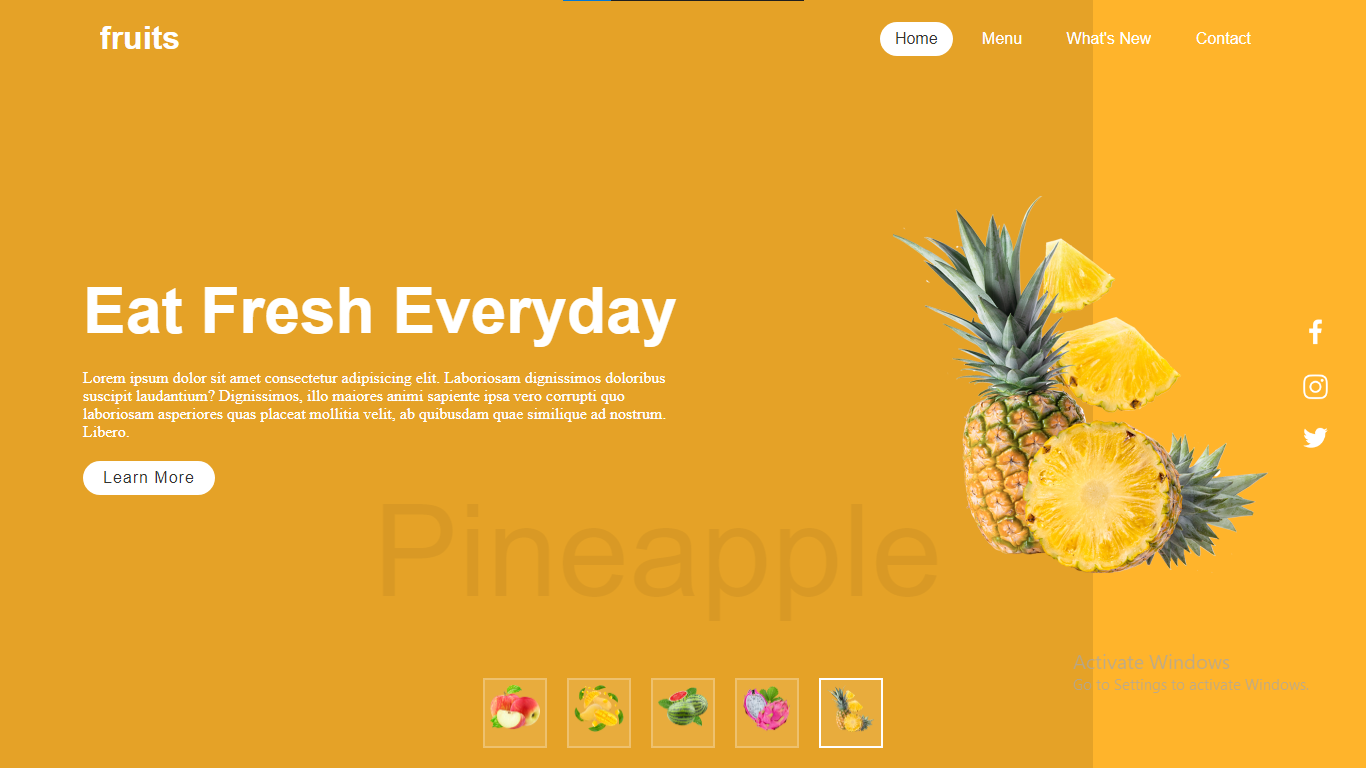 fruits
Home
Menu
What's New
Contact
Eat Fresh Everyday
Lorem ipsum dolor sit amet consectetur adipisicing elit. Laboriosam dignissimos doloribus
suscipit laudantium? Dignissimos, illo maiores animi sapiente ipsa vero corrupti quo
laboriosam asperiores quas placeat mollitia velit, ab quibusdam quae similique ad nostrum.
Libero.
Learn More
Pineapple
Activate Windows
Go to Settings to activate Windows.